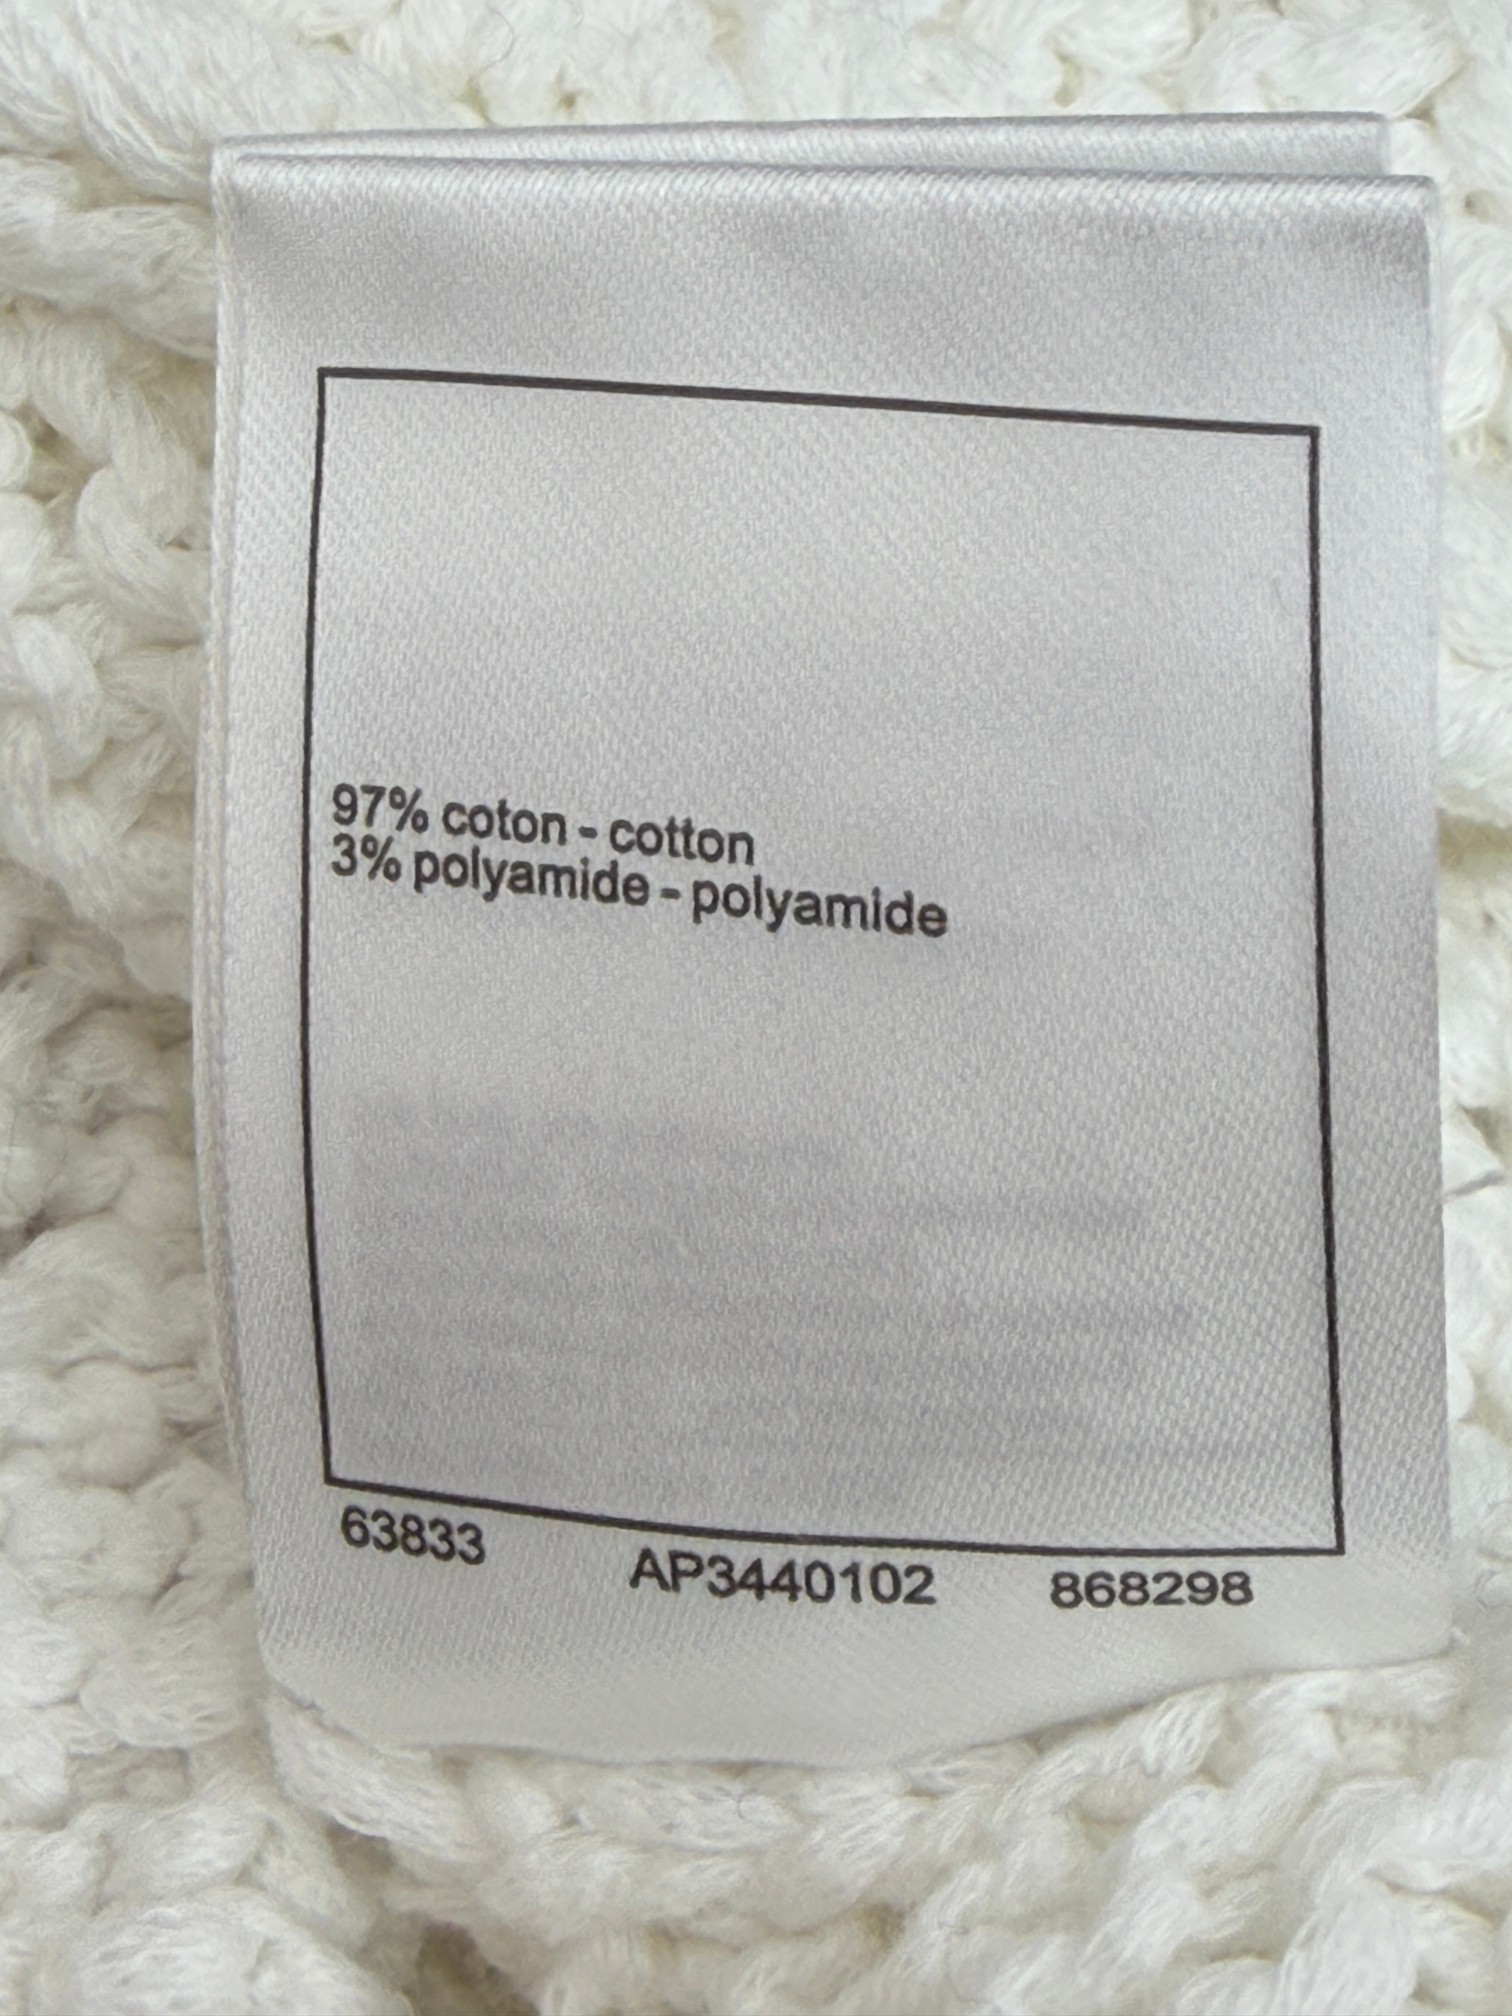 97% coton - cotton
3% polyamide - polyamide
63833 AP3440102 868298